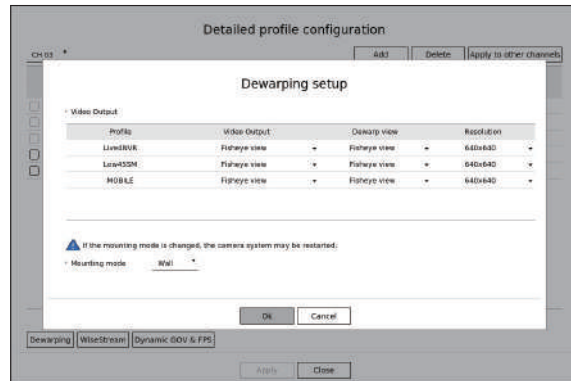 Detailed profile configuration
CH 03
Add Delete Apply to other channels
Dewarping setup
Video Output
Profile Video Output Dewarp view Resolution
Live4NVR Fisheye view Fisheye view 640x640
Low4SSM Fisheye view Fisheye view 640x640
MOBILE Fisheye view Fisheye view 640x640
If the mounting mode is changed, the camera system may be restarted.
Mounting mode Wall
Ok Cancel
Dewarping WiseStream Dynamic GOV & FPS
Apply Close